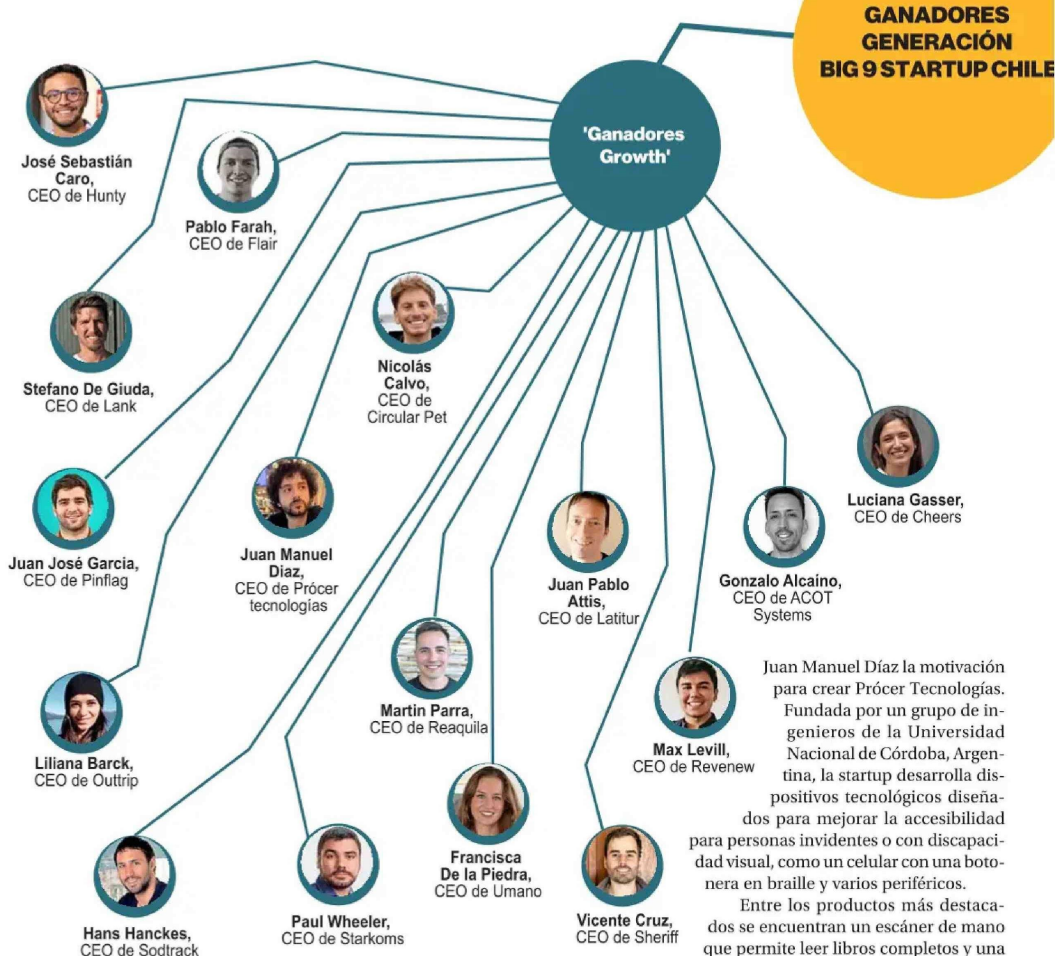 GANADORES
GENERACIÓN
BIG 9 STARTUP CHILE
'Ganadores
Growth'
José Sebastián
Caro,
CEO de Hunty
Pablo Farah,
CEO de Flair
Stefano De Giuda,
CEO de Lank
Nicolás
Calvo,
CEO de
Circular Pet
Juan José García,
CEO de Pinflag
Juan Manuel
Diaz,
CEO de Prócer
tecnologías
Juan Pablo
Attis,
CEO de Latitur
Gonzalo Alcaíno,
CEO de ACOT
Systems
Luciana Gasser,
CEO de Cheers
Liliana Barck,
CEO de Outtrip
Martin Parra,
CEO de Reaquila
Max Levill,
CEO de Revenew
Hans Hanckes,
CEO de Sodtrack
Paul Wheeler,
CEO de Starkoms
Francisca
De la Piedra,
CEO de Umano
Vicente Cruz,
CEO de Sheriff
Juan Manuel Díaz la motivación
para crear Prócer Tecnologías.
Fundada por un grupo de in-
genieros de la Universidad
Nacional de Córdoba, Argen-
tina, la startup desarrolla dis-
positivos tecnológicos diseña-
dos para mejorar la accesibilidad
para personas invidentes o con discapaci-
dad visual, como un celular con una boto-
nera en braille y varios periféricos.
Entre los productos más destaca-
dos se encuentran un escáner de mano
que permite leer libros completos y una